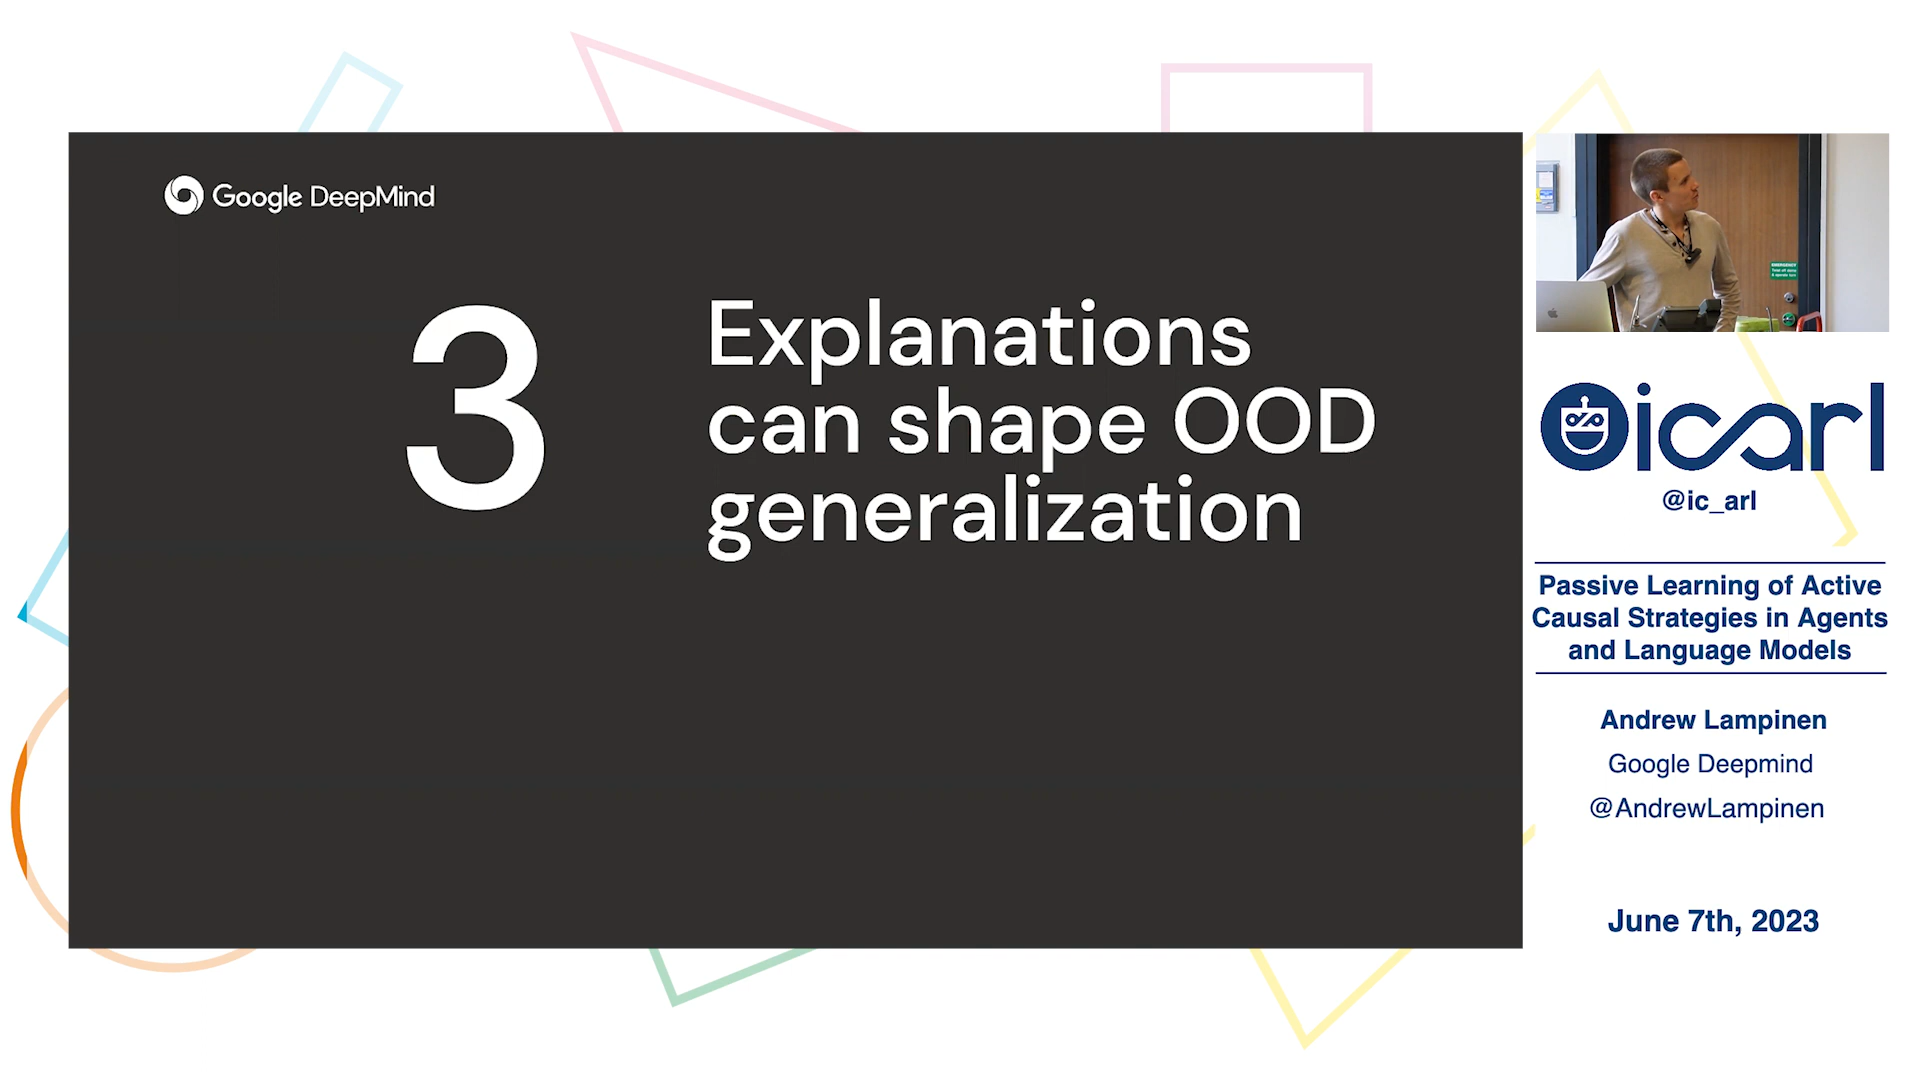 Google DeepMind
3
Explanations
can shape OOD
generalization
icarl
@ic_arl
Passive Learning of Active
Causal Strategies in Agents
and Language Models
Andrew Lampinen
Google Deepmind
@AndrewLampinen
June 7th, 2023